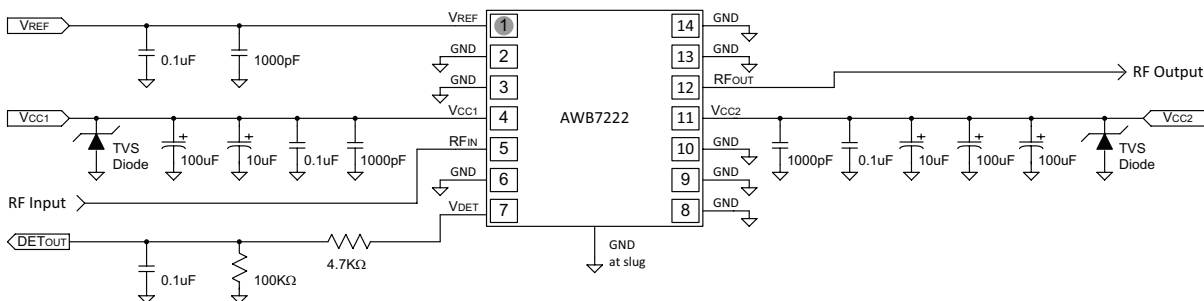 VREF
VREF
1
0.1uF
1000pF
GND
2
GND
3
VCC1
VCC1
4
TVS
Diode
100uF
10uF
0.1uF
1000pF
RFIN
5
GND
6
RF Input
VDET
7
DETOUT
0.1uF
100KΩ
4.7KΩ
AWB7222
GND
at slug
14
GND
13
GND
12
RFOUT
RF Output
11
VCC2
VCC2
10
GND
9
GND
8
GND
1000pF
0.1uF
10uF
100uF
100uF
TVS
Diode
+
+
+
+
+